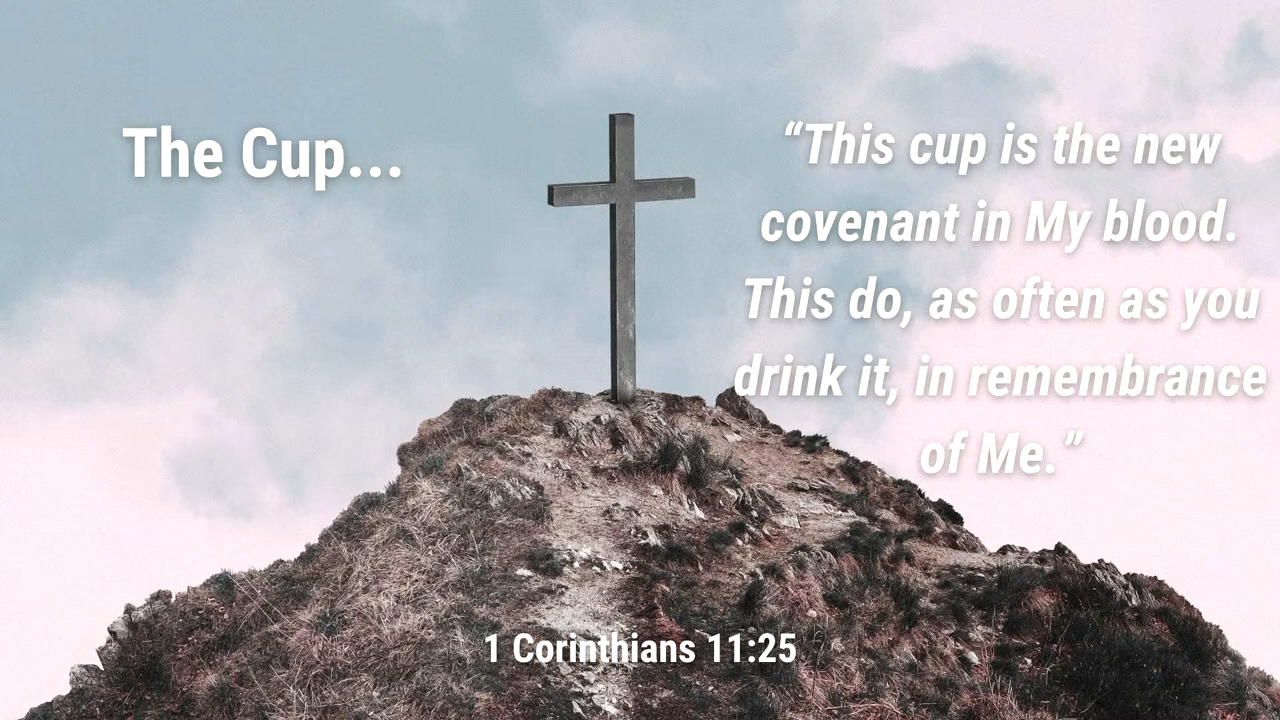 The Cup...
“This cup is the new
covenant in My blood.
This do, as often as you
drink it, in remembrance
of Me.”
1 Corinthians 11:25